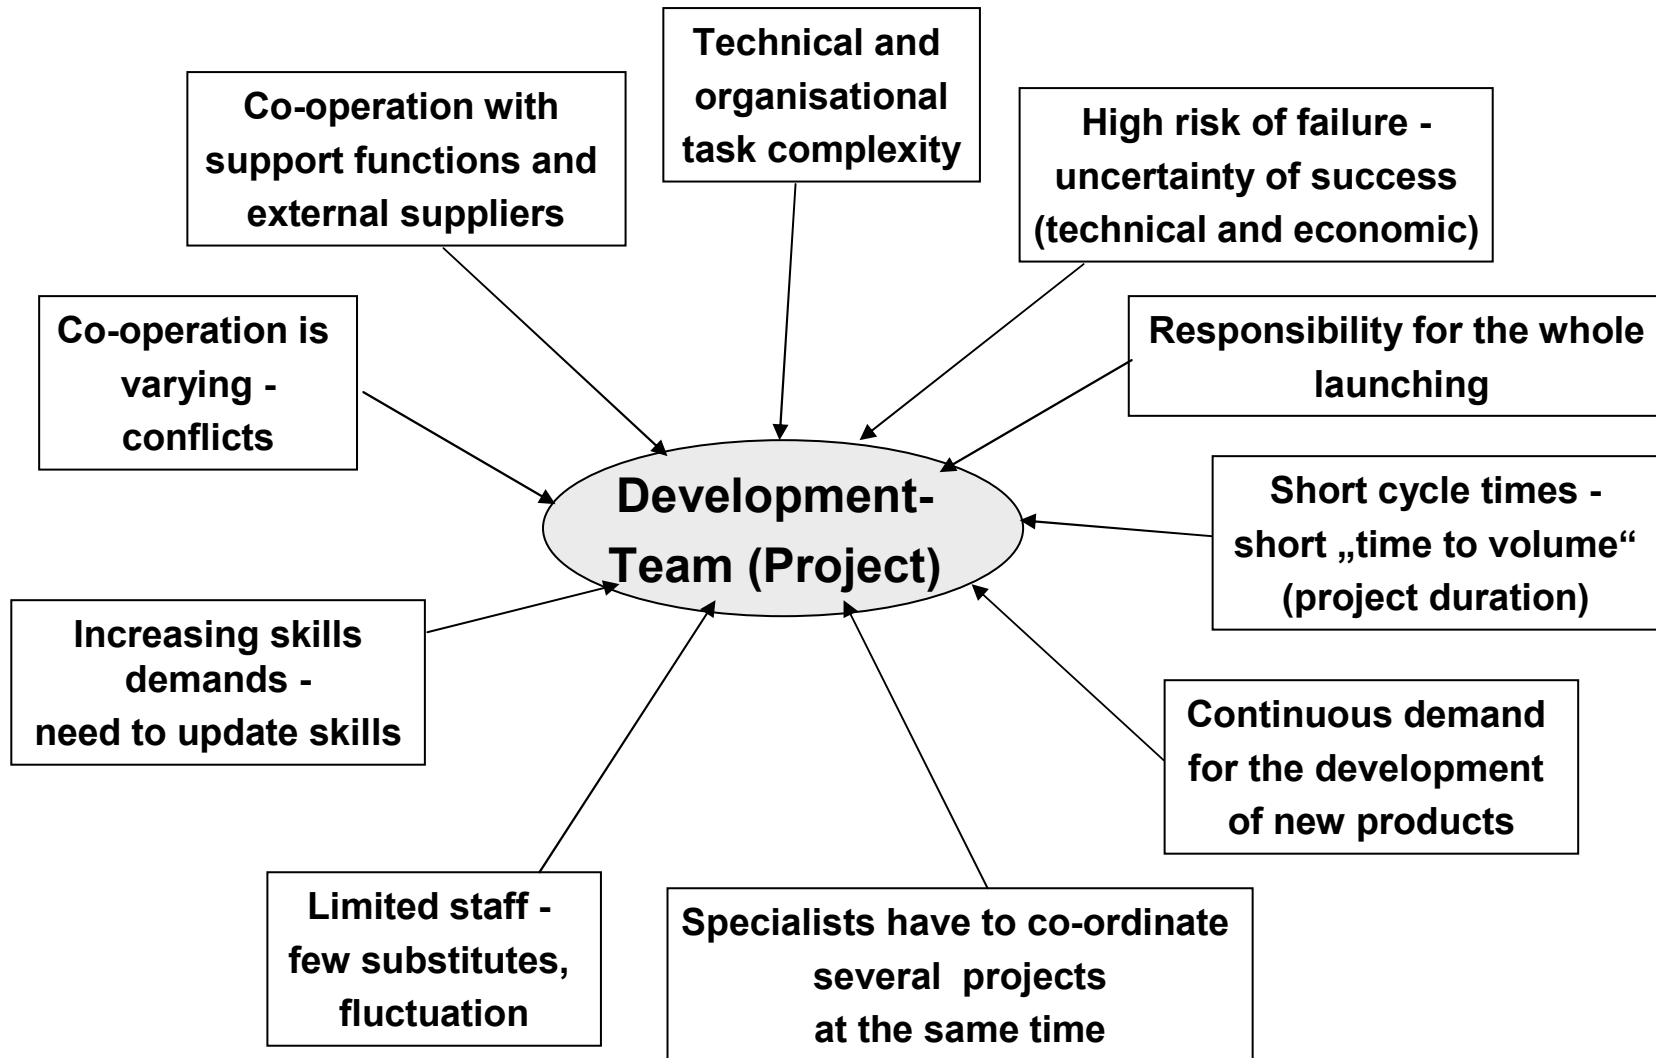 Technical and
organisational
task complexity
Co-operation with
support functions and
external suppliers
High risk of failure -
uncertainty of success
(technical and economic)
Co-operation is
varying -
conflicts
Responsibility for the whole
launching
Development-
Team (Project)
Short cycle times -
short „time to volume“
(project duration)
Increasing skills
demands -
need to update skills
Continuous demand
for the development
of new products
Limited staff -
few substitutes,
fluctuation
Specialists have to co-ordinate
several projects
at the same time